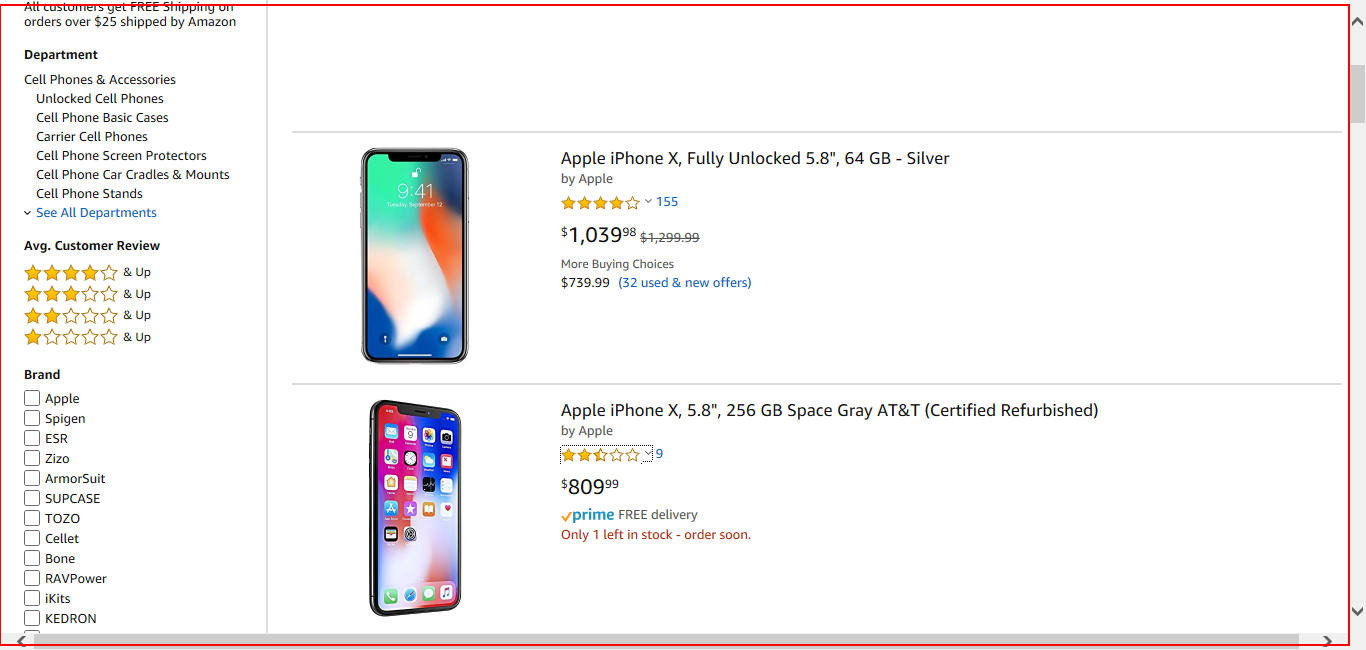 All customers get FREE Shipping on
orders over $25 shipped by Amazon
Department
Cell Phones & Accessories
Unlocked Cell Phones
Cell Phone Basic Cases
Carrier Cell Phones
Cell Phone Screen Protectors
Cell Phone Car Cradles & Mounts
Cell Phone Stands
See All Departments
Avg. Customer Review
& Up
& Up
& Up
& Up
Brand
Apple
Spigen
ESR
Zizo
ArmorSuit
SUPCASE
TOZO
Cellet
Bone
RAVPower
iKits
KEDRON
9:41
Tuesday, September 12
Apple iPhone X, Fully Unlocked 5.8", 64 GB - Silver
by Apple
155
$1,03998 $1,299.99
More Buying Choices
$739.99 (32 used & new offers)
Apple iPhone X, 5.8", 256 GB Space Gray AT&T (Certified Refurbished)
by Apple
9
$80999
prime FREE delivery
Only 1 left in stock - order soon.